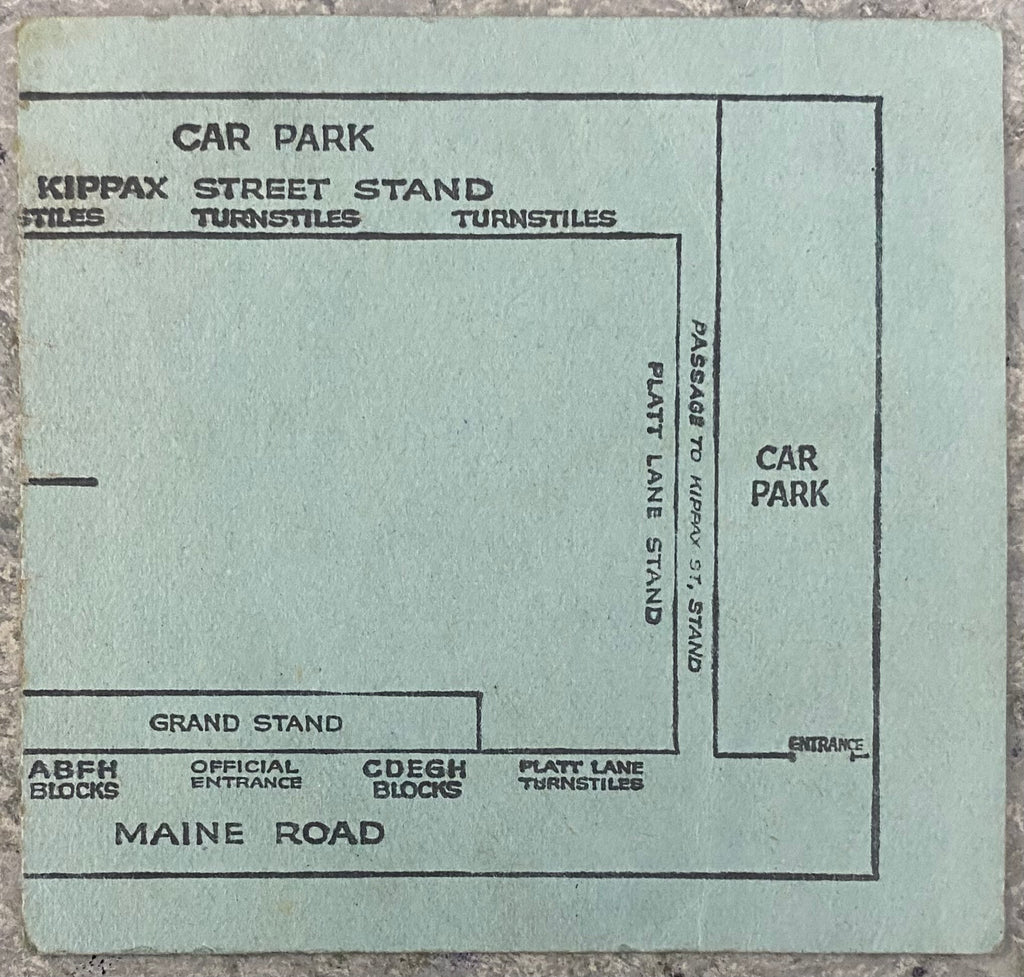 CAR PARK
KIPPAX STREET STAND
STILES TURNSTILES TURNSTILES
PLATT LANE STAND
PASSAGE TO KIPPAX ST, STAND
CAR
PARK
ENTRANCE
GRAND STAND
ABFH
BLOCKS
OFFICIAL
ENTRANCE
CDEGH
BLOCKS
PLATT LANE
TURNSTILES
MAINE ROAD